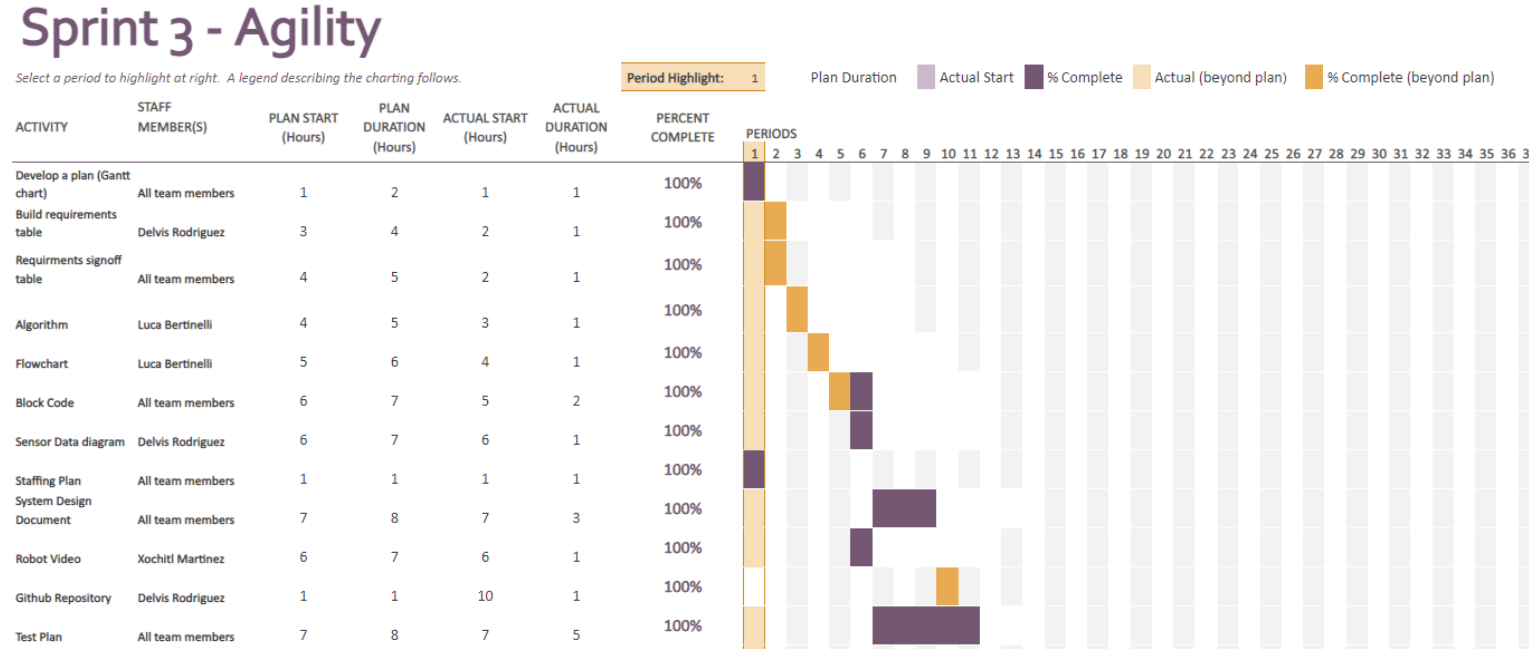 Sprint 3 - Agility
Select a period to highlight at right. A legend describing the charting follows.
Period Highlight: 1
Plan Duration Actual Start % Complete Actual (beyond plan) % Complete (beyond plan)
ACTIVITY STAFF MEMBER(S) PLAN START (Hours) PLAN DURATION (Hours) ACTUAL START (Hours) ACTUAL DURATION (Hours) PERCENT COMPLETE PERIODS
1 2 3 4 5 6 7 8 9 10 11 12 13 14 15 16 17 18 19 20 21 22 23 24 25 26 27 28 29 30 31 32 33 34 35 36
Develop a plan (Gantt chart) All team members 1 2 1 1 100%
Build requirements table Delvis Rodriguez 3 4 2 1 100%
Requirments signoff table All team members 4 5 2 1 100%
Algorithm Luca Bertinelli 4 5 3 1 100%
Flowchart Luca Bertinelli 5 6 4 1 100%
Block Code All team members 6 7 5 2 100%
Sensor Data diagram Delvis Rodriguez 6 7 6 1 100%
Staffing Plan All team members 1 1 1 1 100%
System Design Document All team members 7 8 7 3 100%
Robot Video Xochitl Martinez 6 7 6 1 100%
Github Repository Delvis Rodriguez 1 1 10 1 100%
Test Plan All team members 7 8 7 5 100%